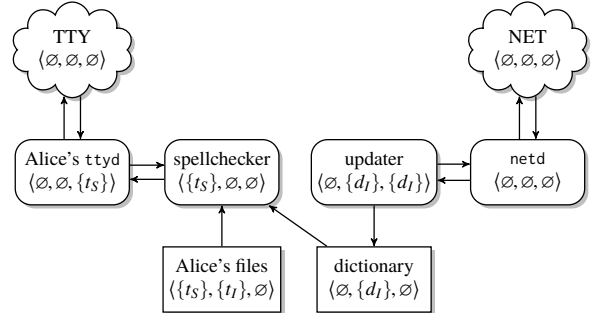 TTY
⟨∅, ∅, ∅⟩
NET
⟨∅, ∅, ∅⟩
Alice's ttyd
⟨∅, ∅, {t_S}⟩
spellchecker
⟨{t_S}, ∅, ∅⟩
updater
⟨∅, {d_I}, {d_I}⟩
netd
⟨∅, ∅, ∅⟩
Alice's files
⟨{t_S}, {t_I}, ∅⟩
dictionary
⟨∅, {d_I}, ∅⟩